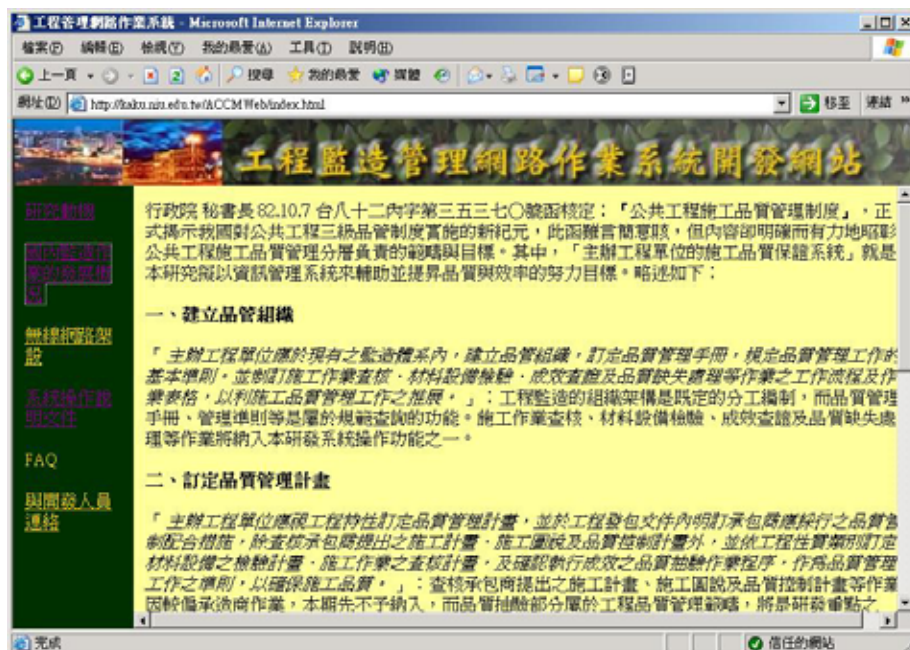 工程管理網路作業系統 - Microsoft Internet Explorer
檔案(F) 編輯(E) 檢視(V) 我的最愛(A) 工具(T) 說明(H)
上一頁 搜尋 我的最愛 媒體
網址(D) http://kaku.niu.edu.tw/ACCMWeb/index.html 移至 連結 »
工程監造管理網路作業系統開發網站
研究動機
無線網路架
設
系統操作說
明文件
FAQ
與開發人員
連絡
行政院 秘書長 82.10.7 台八十二內字第三五三七〇號函核定：「公共工程施工品質管理制度」，正
式揭示我國對公共工程三級品管制度實施的新紀元，此函雖言簡意賅，但內容卻明確而有力地昭彰
公共工程施工品質管理分層負責的範疇與目標。其中，「主辦工程單位的施工品質保證系統」就是
本研究擬以資訊管理系統來輔助並提昇品質與效率的努力目標。略述如下：
一、建立品管組織
「 主辦工程單位應於現有之監造體系內，建立品管組織，訂定品質管理手冊，規定品質管理工作的
基本準則。並制訂施工作業查核、材料設備檢驗、成效查證及品質缺失處理等作業之工作流程及作
業表格，以利施工品質管理工作之推展。」：工程監造的組織架構是既定的分工編制，而品質管理
手冊、管理準則等是屬於規範查詢的功能。施工作業查核、材料設備檢驗、成效查證及品質缺失處
理等作業將納入本研發系統操作功能之一。
二、訂定品質管理計畫
「 主辦工程單位應視工程特性訂定品質管理計畫，並於工程發包文件內明訂承包商應採行之品質管
制配合措施，除查核承包商提出之施工計畫、施工圖說及品質控制計畫外，並依工程性質類別訂定
材料設備之檢驗計畫、施工作業之查核計畫，及確認執行成效之品質抽驗作業程序，作為品質管理
工作之準則，以確保施工品質。」：查核承包商提出之施工計畫、施工圖說及品質控制計畫等作業
因較偏承造商作業，本期先不予納入，而品質抽驗部分屬於工程品質管理範疇，將是研發重點之
完成 信任的網站